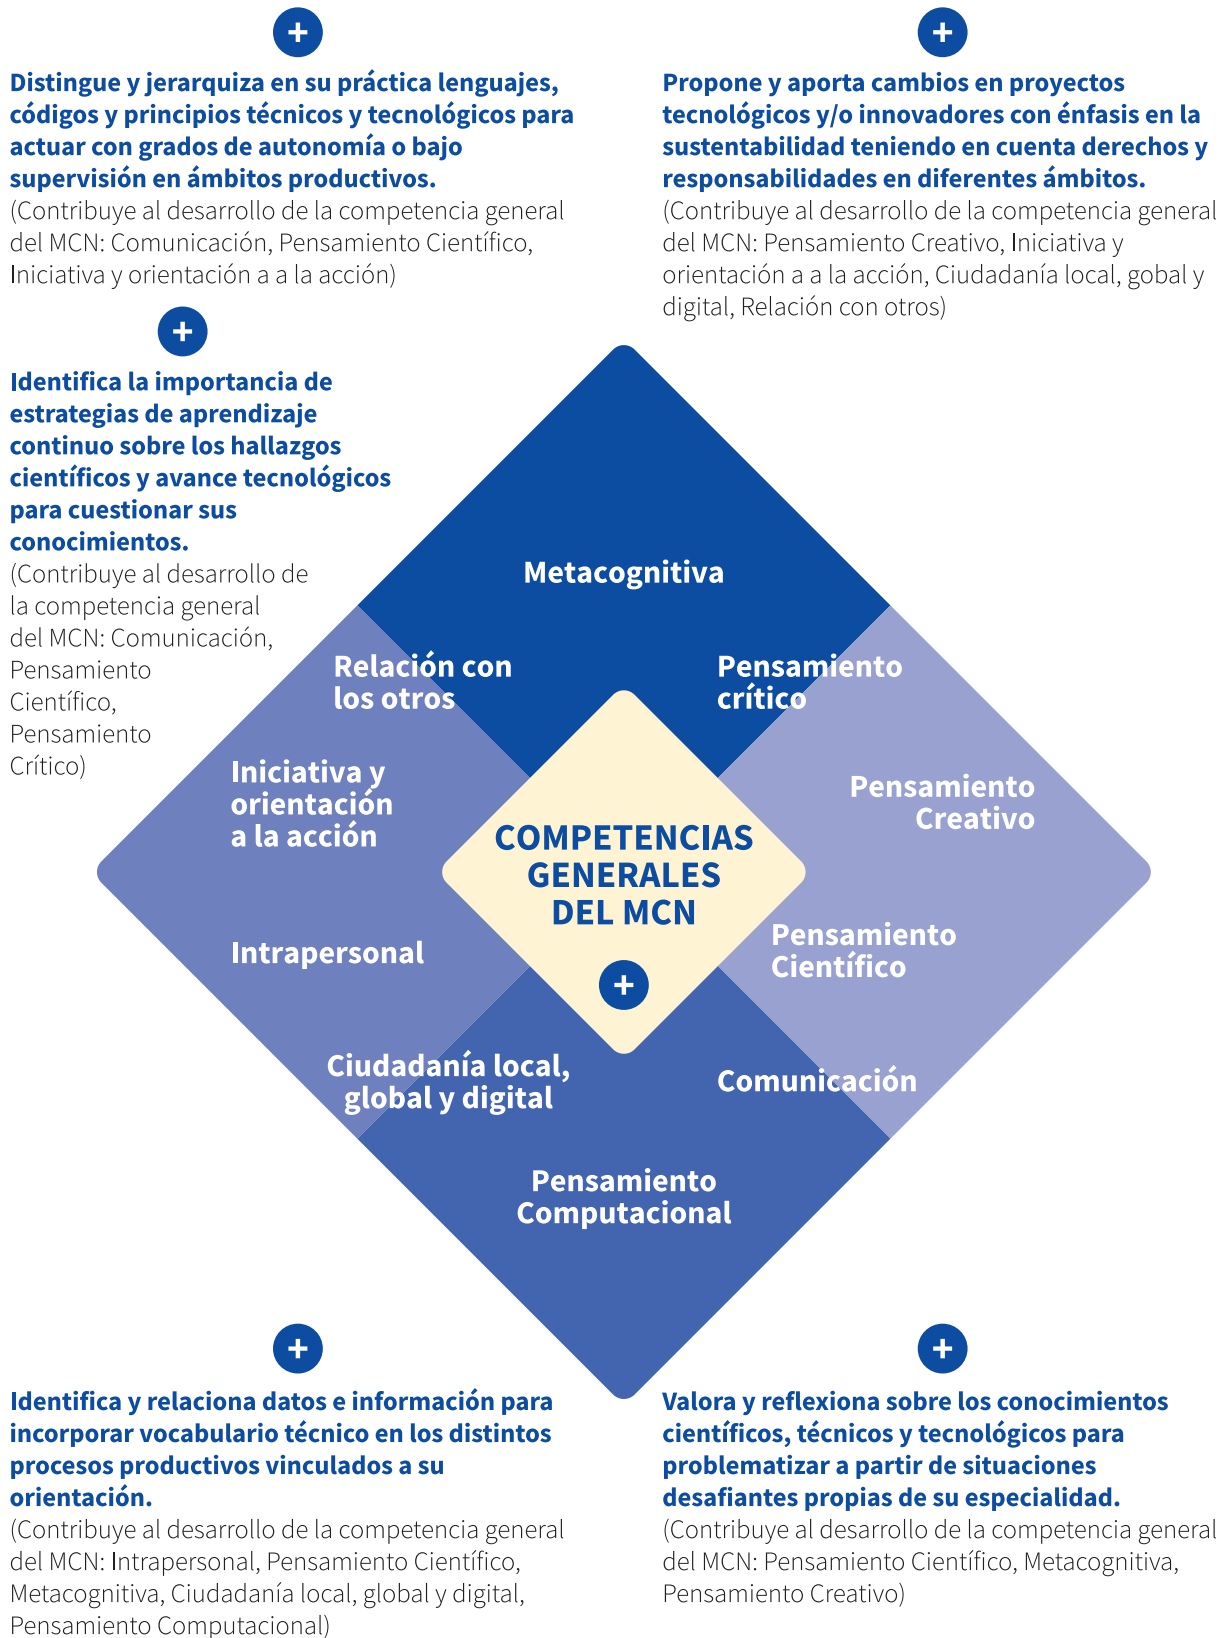 +
Distingue y jerarquiza en su práctica lenguajes,
códigos y principios técnicos y tecnológicos para
actuar con grados de autonomía o bajo
supervisión en ámbitos productivos.
(Contribuye al desarrollo de la competencia general
del MCN: Comunicación, Pensamiento Científico,
Iniciativa y orientación a a la acción)
+
Propone y aporta cambios en proyectos
tecnológicos y/o innovadores con énfasis en la
sustentabilidad teniendo en cuenta derechos y
responsabilidades en diferentes ámbitos.
(Contribuye al desarrollo de la competencia general
del MCN: Pensamiento Creativo, Iniciativa y
orientación a a la acción, Ciudadanía local, gobal y
digital, Relación con otros)
+
Identifica la importancia de
estrategias de aprendizaje
continuo sobre los hallazgos
científicos y avance tecnológicos
para cuestionar sus
conocimientos.
(Contribuye al desarrollo de
la competencia general
del MCN: Comunicación,
Pensamiento
Científico,
Pensamiento
Crítico)
Metacognitiva
Relación con
los otros
Pensamiento
crítico
Iniciativa y
orientación
a la acción
Pensamiento
Creativo
COMPETENCIAS
GENERALES
DEL MCN
+
Intrapersonal
Pensamiento
Científico
Ciudadanía local,
global y digital
Comunicación
Pensamiento
Computacional
+
Identifica y relaciona datos e información para
incorporar vocabulario técnico en los distintos
procesos productivos vinculados a su
orientación.
(Contribuye al desarrollo de la competencia general
del MCN: Intrapersonal, Pensamiento Científico,
Metacognitiva, Ciudadanía local, global y digital,
Pensamiento Computacional)
+
Valora y reflexiona sobre los conocimientos
científicos, técnicos y tecnológicos para
problematizar a partir de situaciones
desafiantes propias de su especialidad.
(Contribuye al desarrollo de la competencia general
del MCN: Pensamiento Científico, Metacognitiva,
Pensamiento Creativo)